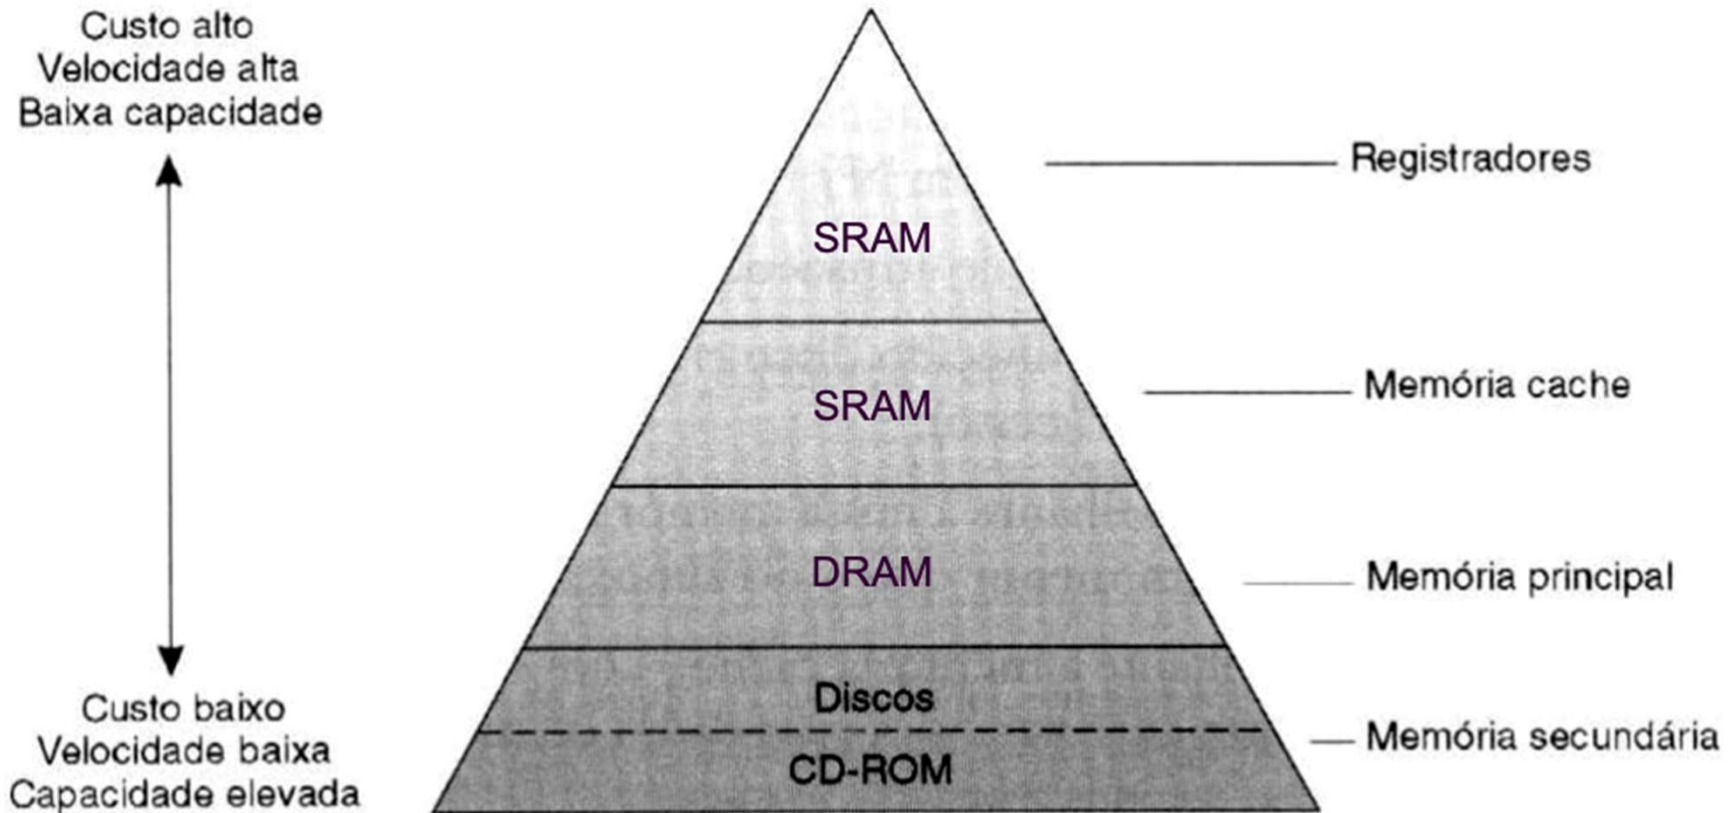 Custo alto
Velocidade alta
Baixa capacidade
Registradores
SRAM
SRAM
Memória cache
DRAM
Memória principal
Discos
CD-ROM
Memória secundária
Custo baixo
Velocidade baixa
Capacidade elevada